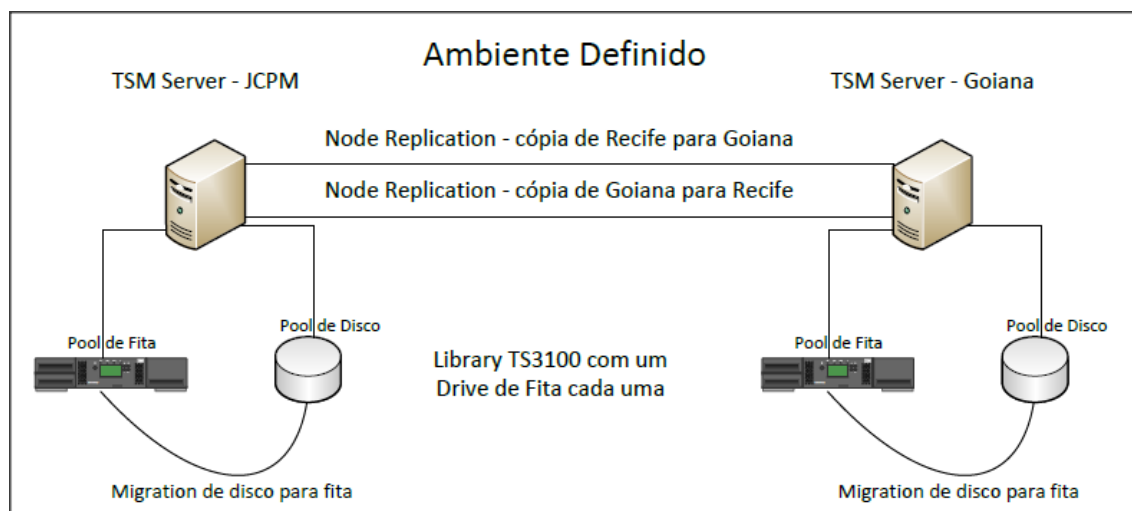 Ambiente Definido
TSM Server - JCPM
TSM Server - Goiana
Node Replication - cópia de Recife para Goiana
Node Replication - cópia de Goiana para Recife
Pool de Fita
Pool de Disco
Library TS3100 com um
Drive de Fita cada uma
Pool de Fita
Pool de Disco
Migration de disco para fita
Migration de disco para fita